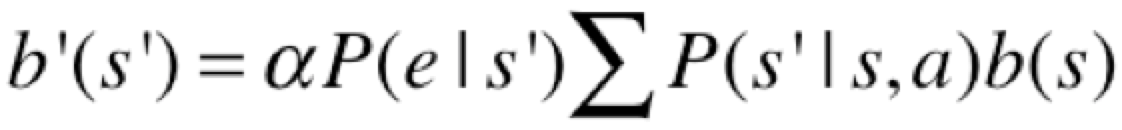 b'(s') = αP(e | s')∑P(s' | s,a)b(s)